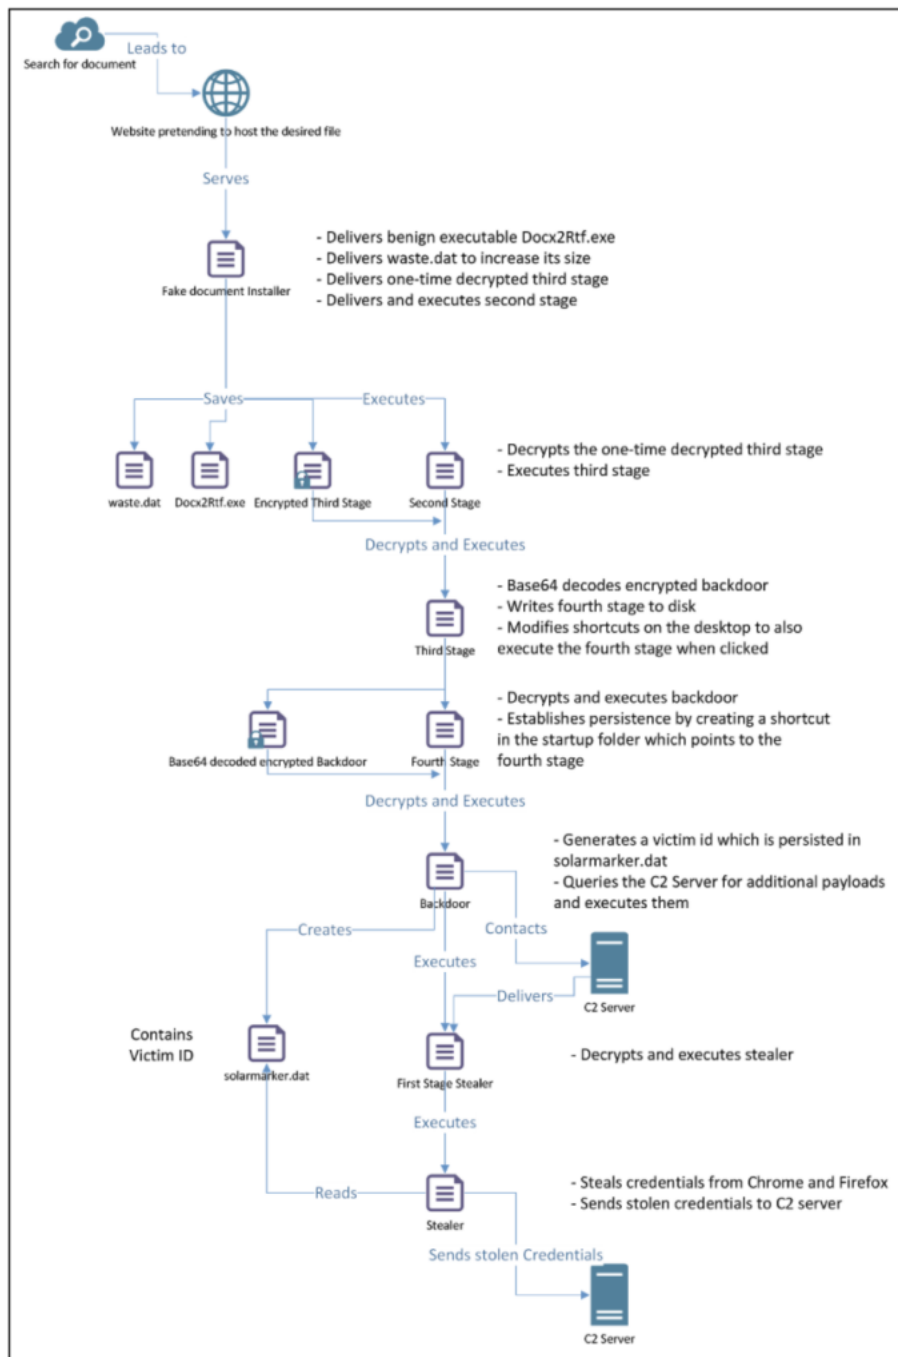 Leads to
Search for document
Website pretending to host the desired file
Serves
- Delivers benign executable Docx2Rtf.exe
- Delivers waste.dat to increase its size
- Delivers one-time decrypted third stage
- Delivers and executes second stage
Fake document Installer
Saves
Executes
- Decrypts the one-time decrypted third stage
- Executes third stage
waste.dat
Docx2Rtf.exe
Encrypted Third Stage
Second Stage
Decrypts and Executes
- Base64 decodes encrypted backdoor
- Writes fourth stage to disk
- Modifies shortcuts on the desktop to also
execute the fourth stage when clicked
Third Stage
- Decrypts and executes backdoor
- Establishes persistence by creating a shortcut
in the startup folder which points to the
fourth stage
Base64 decoded encrypted Backdoor
Fourth Stage
Decrypts and Executes
- Generates a victim id which is persisted in
solarmarker.dat
- Queries the C2 Server for additional payloads
and executes them
Backdoor
Creates
Contacts
Executes
Delivers
C2 Server
Contains
Victim ID
solarmarker.dat
First Stage Stealer
- Decrypts and executes stealer
Executes
- Steals credentials from Chrome and Firefox
- Sends stolen credentials to C2 server
Reads
Stealer
Sends stolen Credentials
C2 Server